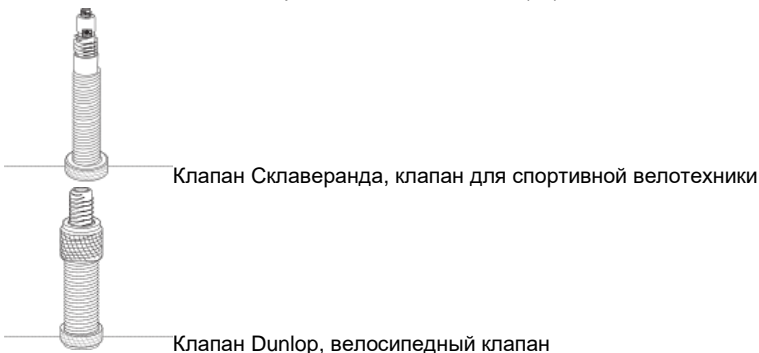 Клапан Склаверанда, клапан для спортивной велотехники
Клапан Dunlop, велосипедный клапан